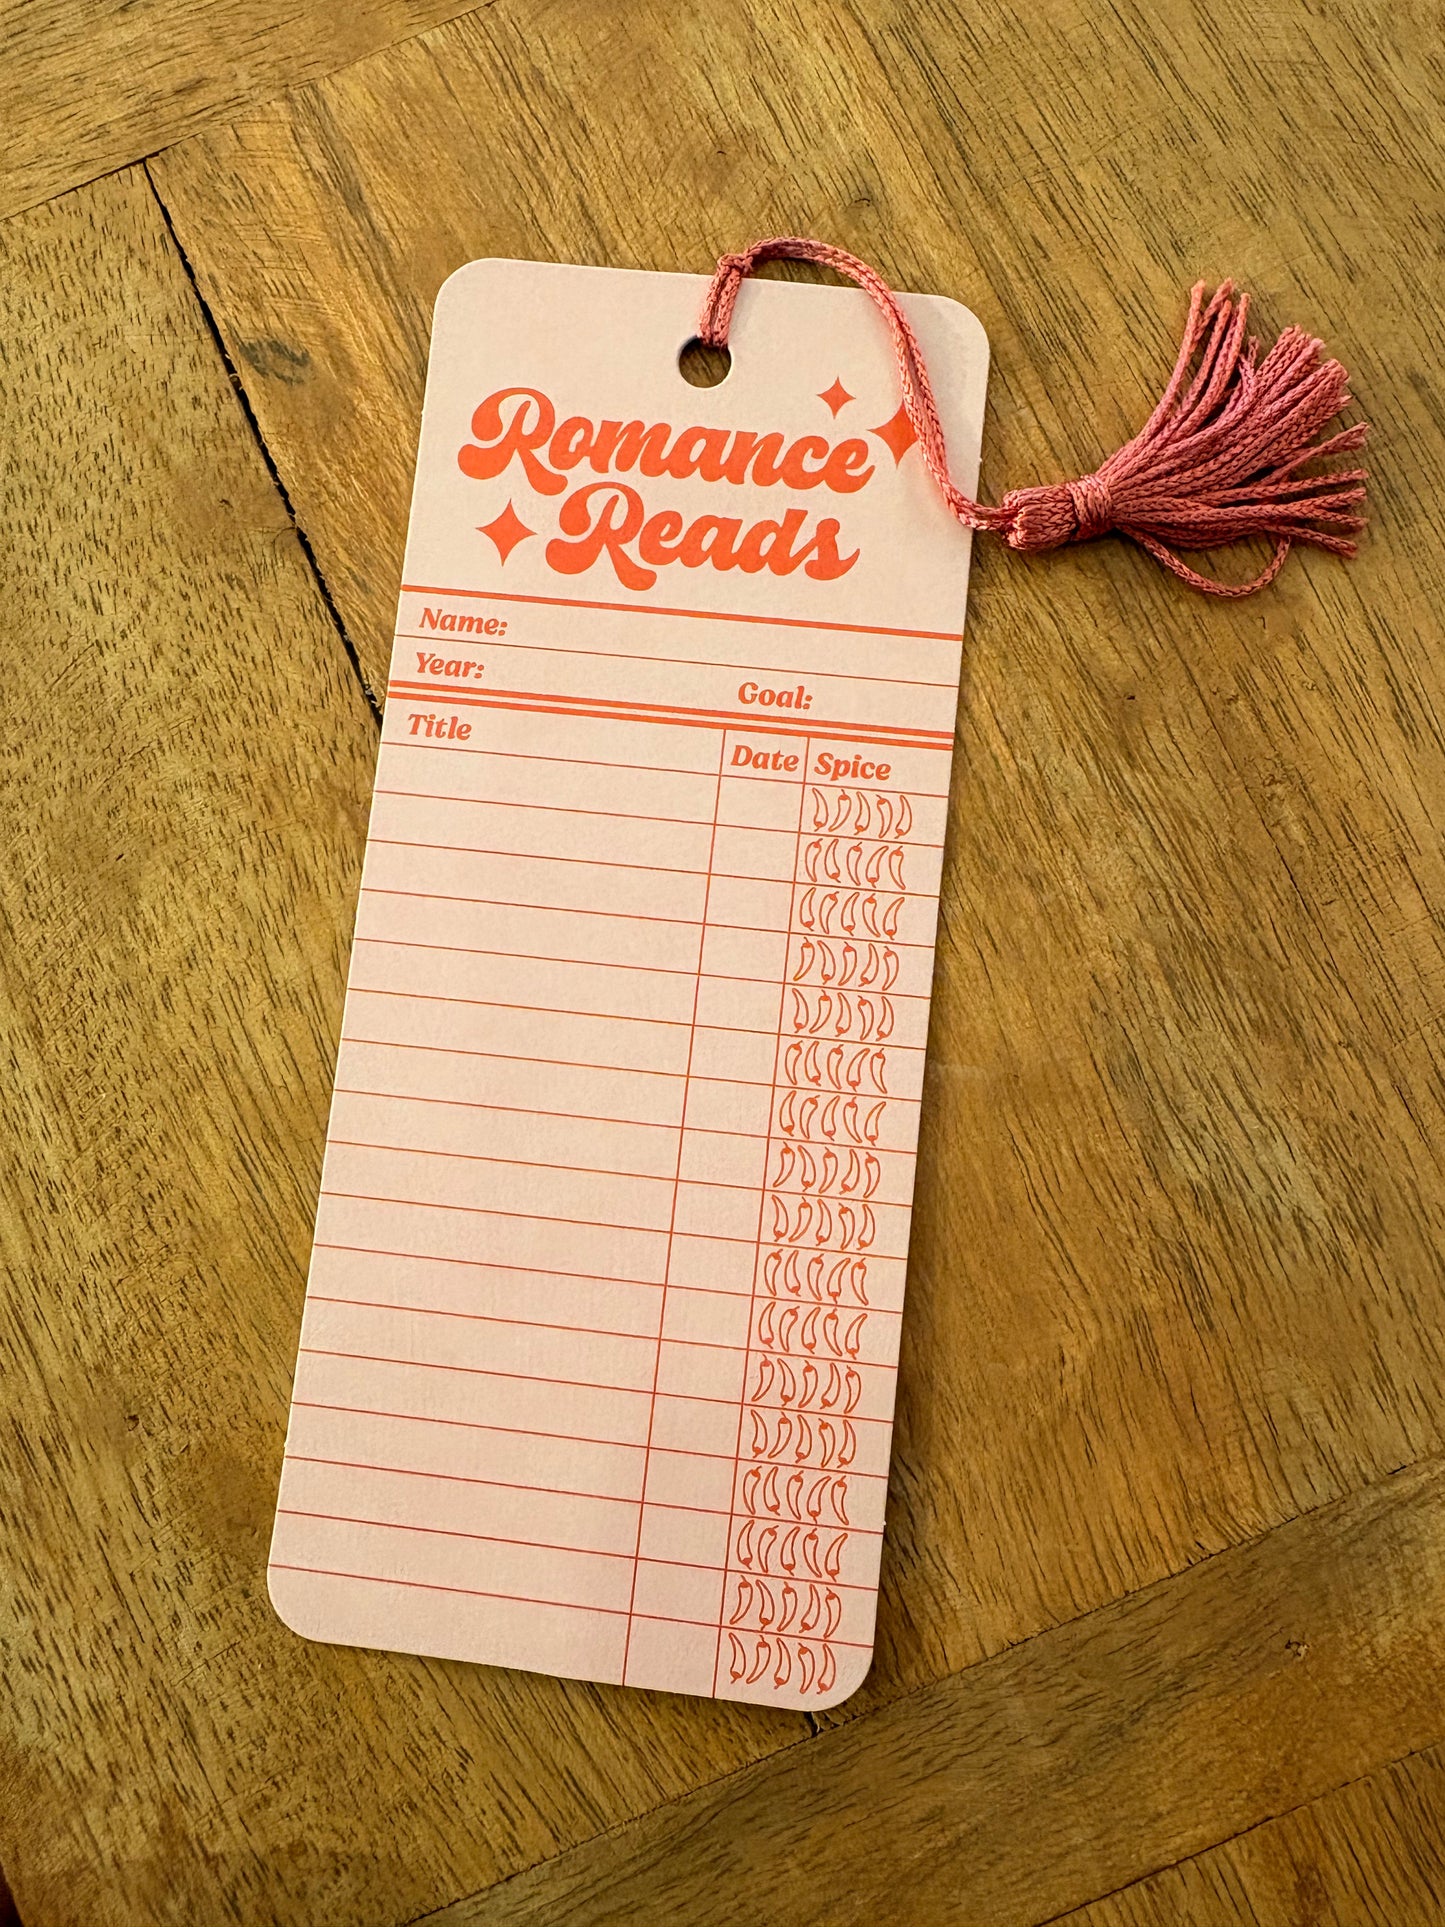 Romance
Reads
Name:
Year: Goal:
Title Date Spice